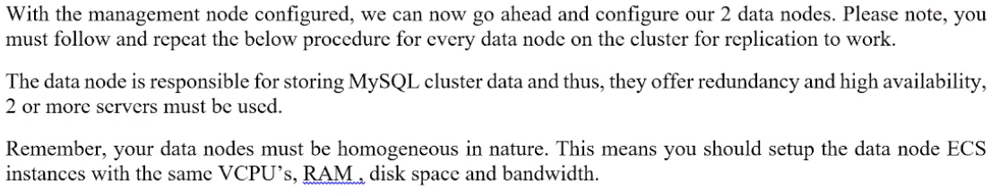 With the management node configured, we can now go ahead and configure our 2 data nodes. Please note, you
must follow and repeat the below procedure for every data node on the cluster for replication to work.
The data node is responsible for storing MySQL cluster data and thus, they offer redundancy and high availability,
2 or more servers must be used.
Remember, your data nodes must be homogeneous in nature. This means you should setup the data node ECS
instances with the same VCPU's, RAM , disk space and bandwidth.